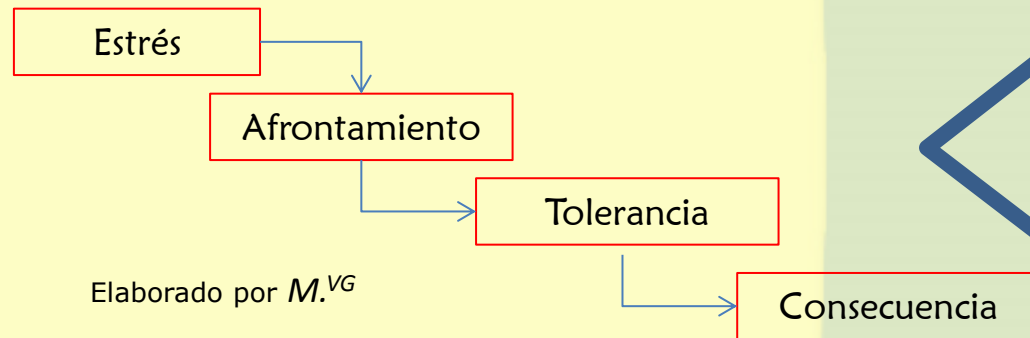 Estrés
Afrontamiento
Tolerancia
Elaborado por M.VG
Consecuencia